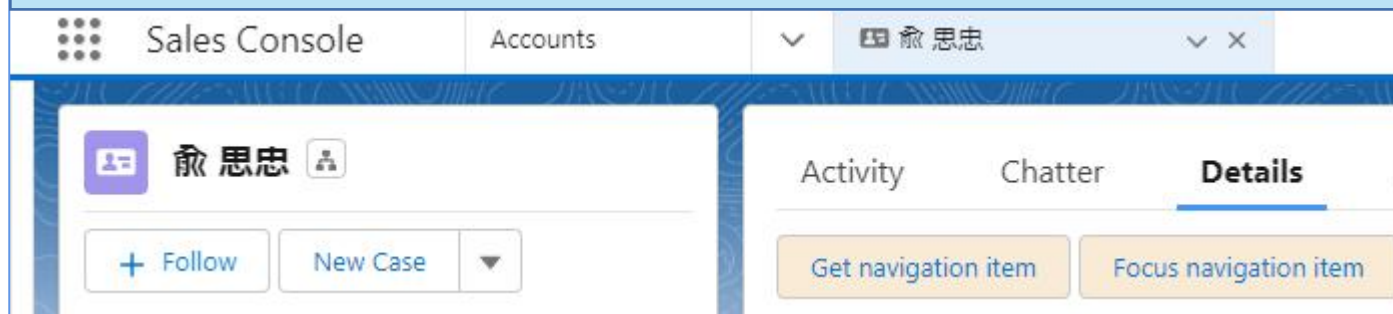 Sales Console Accounts 俞 思忠
俞 思忠
Activity Chatter Details
+ Follow New Case
Get navigation item Focus navigation item